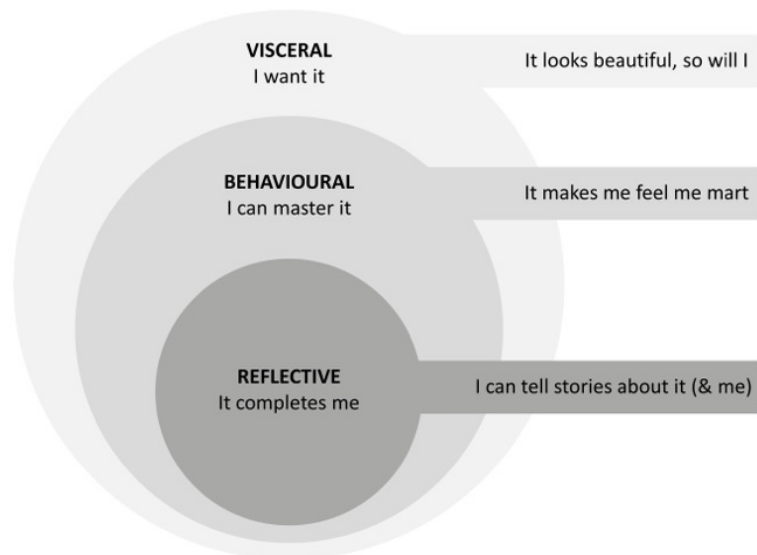 VISCERAL
I want it
It looks beautiful, so will I
BEHAVIOURAL
I can master it
It makes me feel me mart
REFLECTIVE
It completes me
I can tell stories about it (& me)